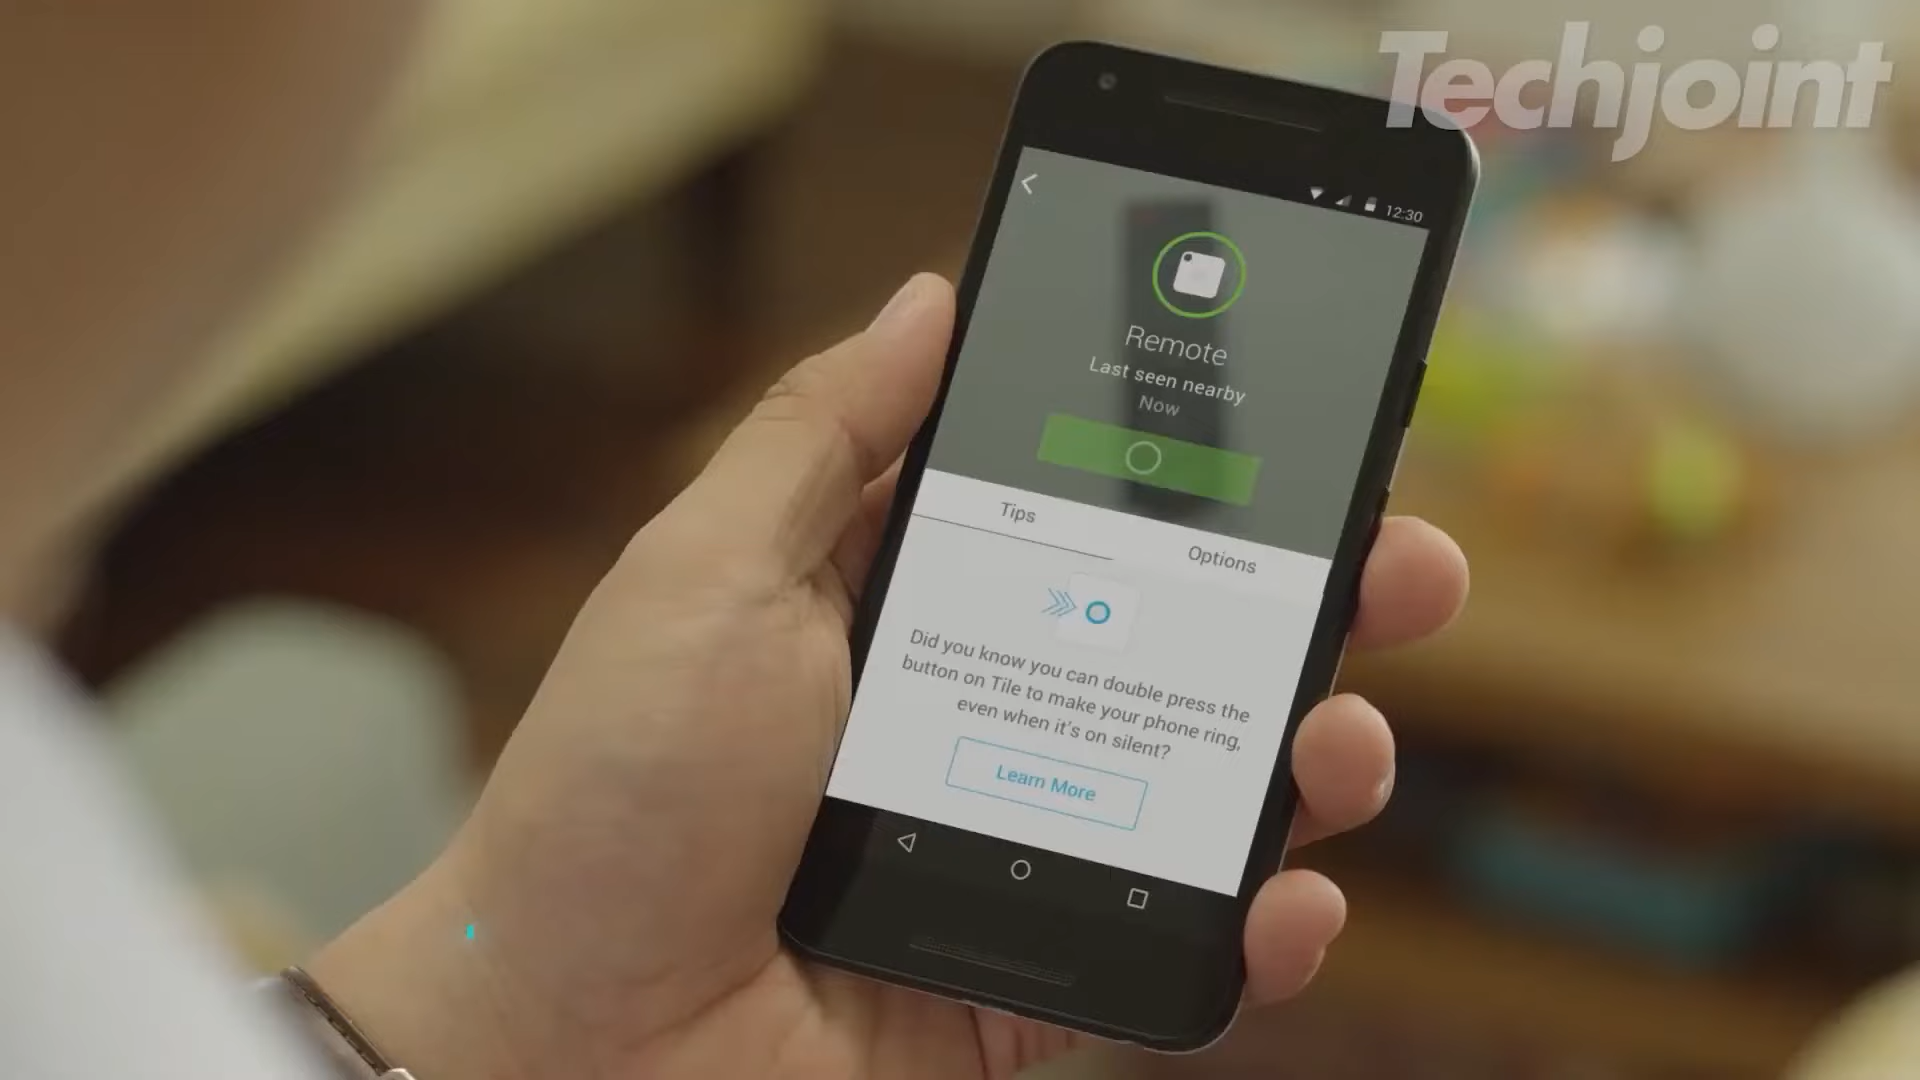 Techjoint
12:30
Remote
Last seen nearby
Now
Tips
Options
Did you know you can double press the
button on Tile to make your phone ring,
even when it's on silent?
Learn More